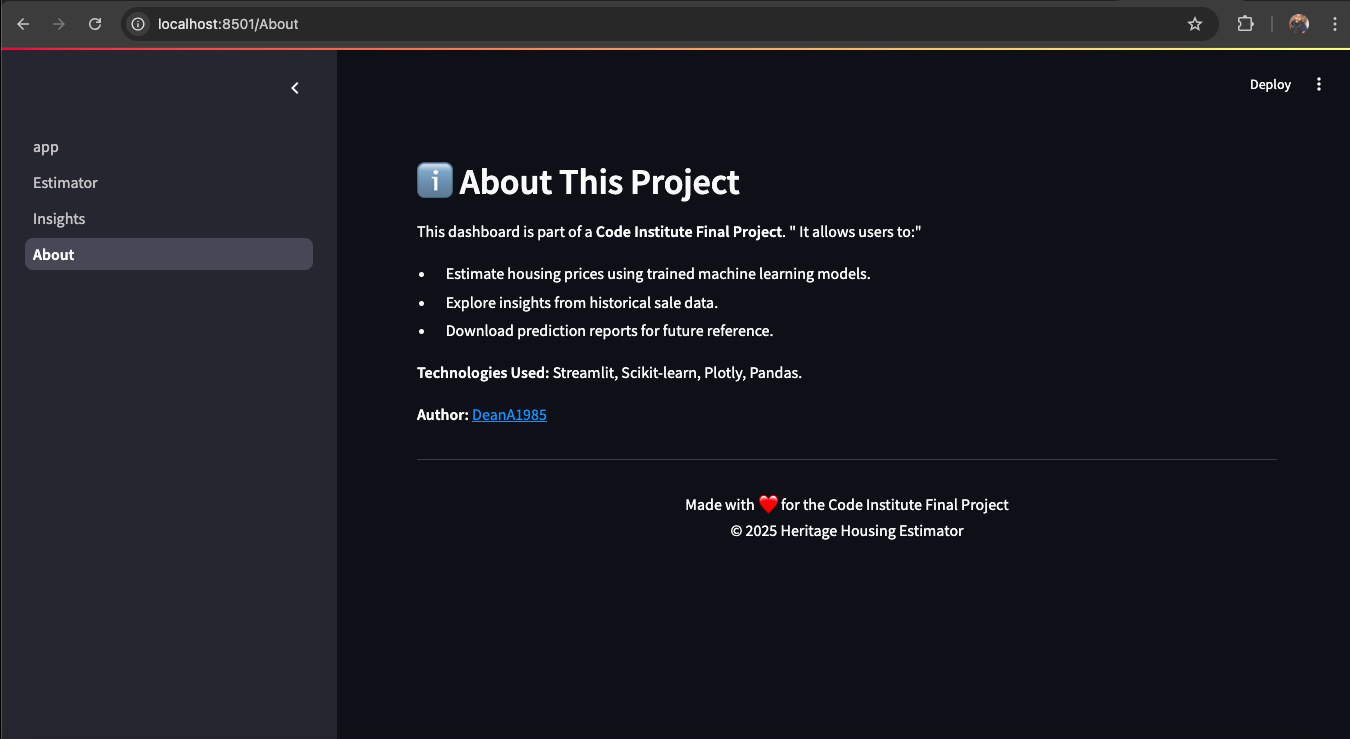 localhost:8501/About
Deploy
app
Estimator
Insights
About
ℹ️ About This Project
This dashboard is part of a Code Institute Final Project. " It allows users to:"
• Estimate housing prices using trained machine learning models.
• Explore insights from historical sale data.
• Download prediction reports for future reference.
Technologies Used: Streamlit, Scikit-learn, Plotly, Pandas.
Author: DeanA1985
Made with ❤️ for the Code Institute Final Project
© 2025 Heritage Housing Estimator